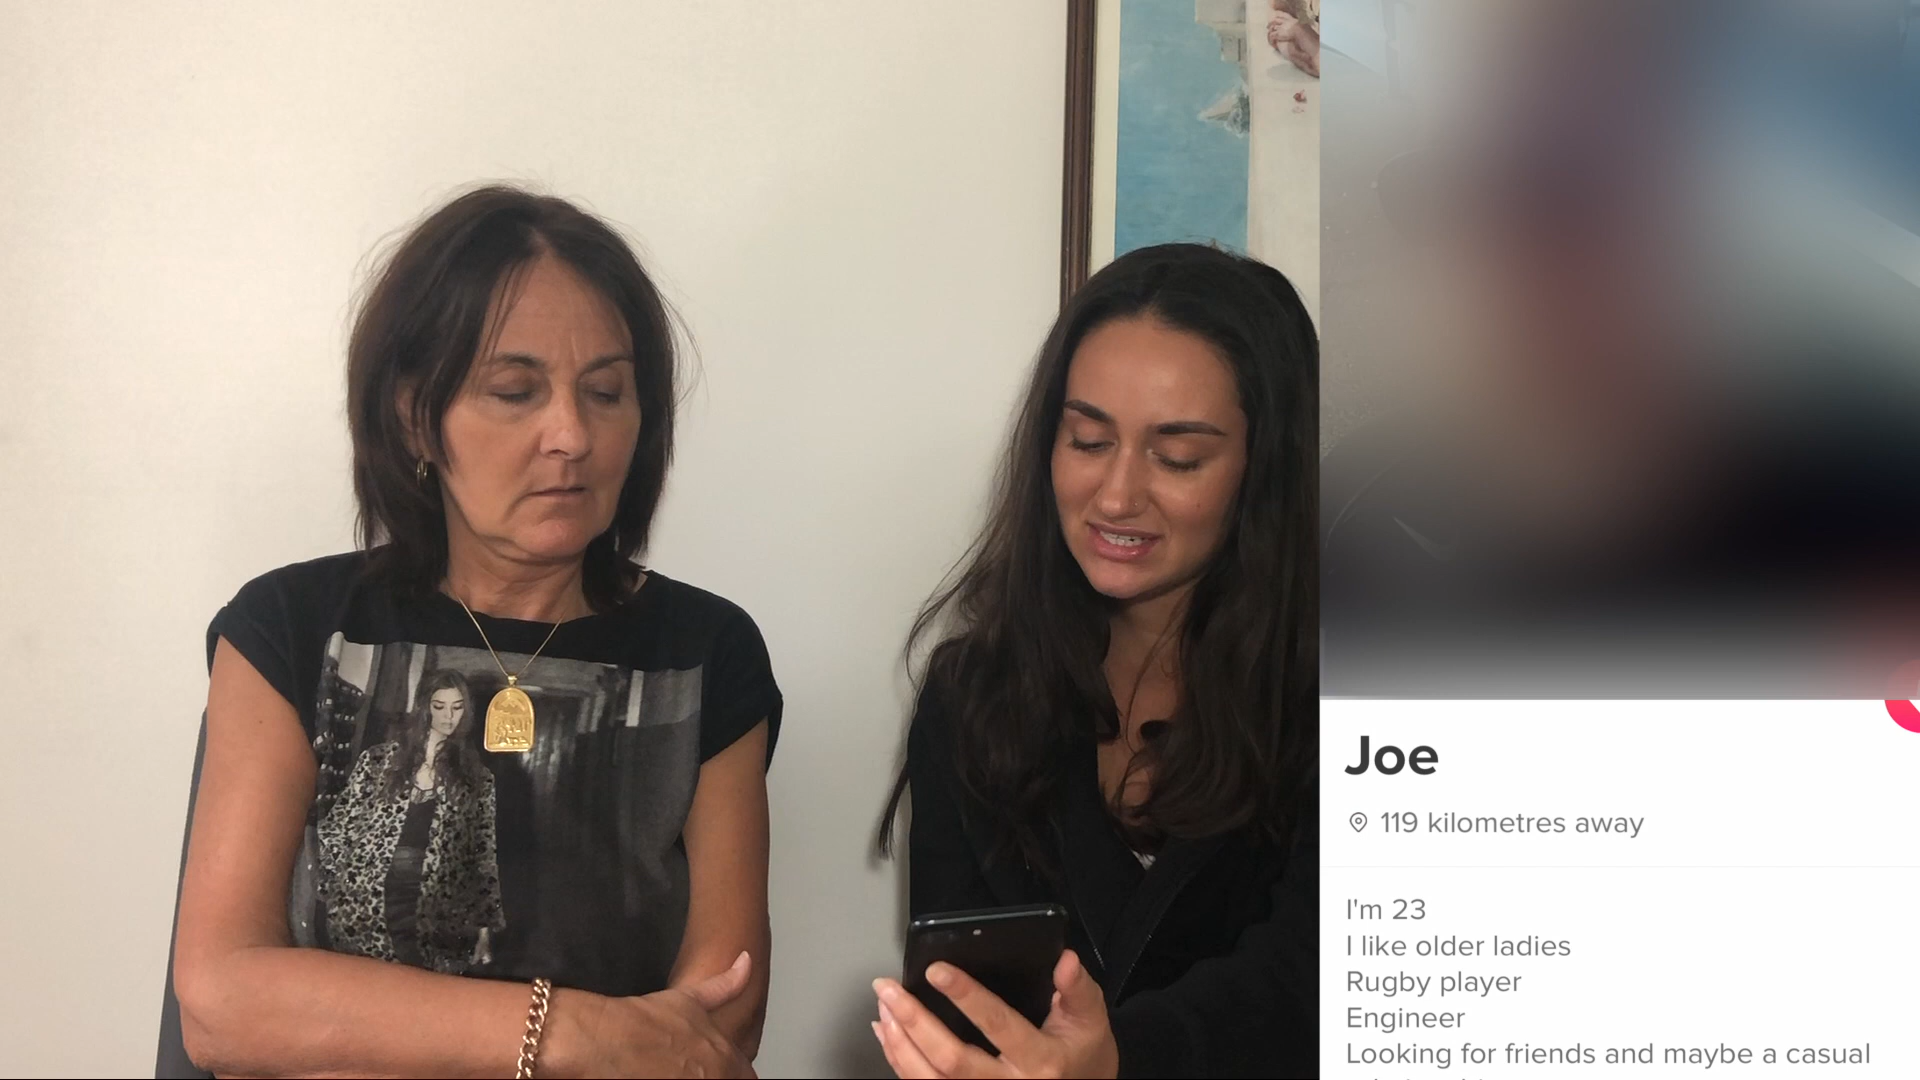 Joe
119 kilometres away
I'm 23
I like older ladies
Rugby player
Engineer
Looking for friends and maybe a casual